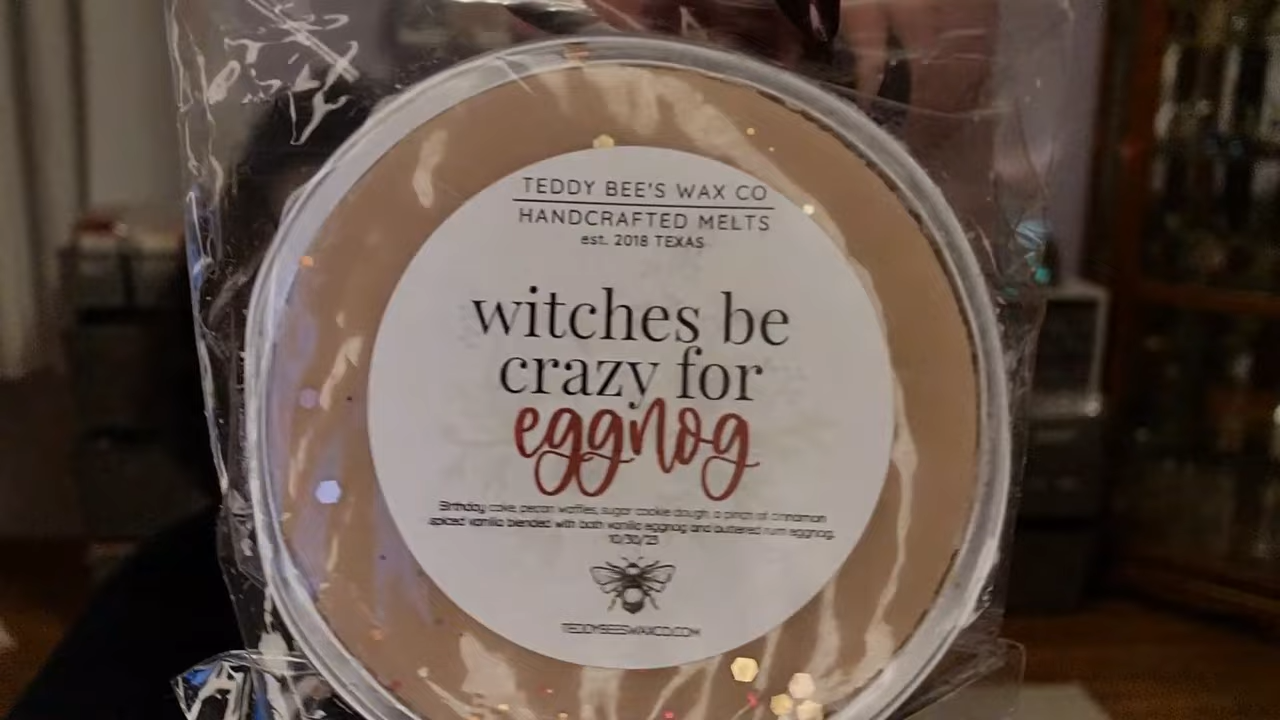 TEDDY BEE'S WAX CO
HANDCRAFTED MELTS
est. 2018 TEXAS
witches be
crazy for
eggnog
Birthday cake, pecan waffles, sugar cookie dough, a pinch of cinnamon
spiced vanilla blended with both vanilla eggnog and buttered rum eggnog.
10/30/23
TEDDYBEESWAXCO.COM